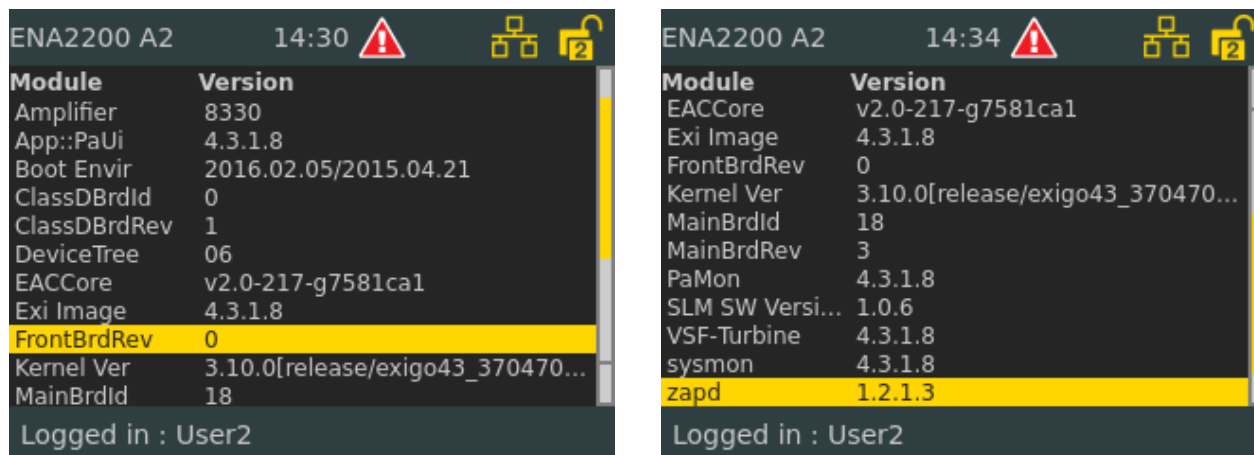 ENA2200 A2 14:30
Module Version
Amplifier 8330
App::PaUi 4.3.1.8
Boot Envir 2016.02.05/2015.04.21
ClassDBrdId 0
ClassDBrdRev 1
DeviceTree 06
EACCore v2.0-217-g7581ca1
Exi Image 4.3.1.8
FrontBrdRev 0
Kernel Ver 3.10.0[release/exigo43_370470...
MainBrdId 18
Logged in : User2
ENA2200 A2 14:34
Module Version
EACCore v2.0-217-g7581ca1
Exi Image 4.3.1.8
FrontBrdRev 0
Kernel Ver 3.10.0[release/exigo43_370470...
MainBrdId 18
MainBrdRev 3
PaMon 4.3.1.8
SLM SW Versi... 1.0.6
VSF-Turbine 4.3.1.8
sysmon 4.3.1.8
zapd 1.2.1.3
Logged in : User2